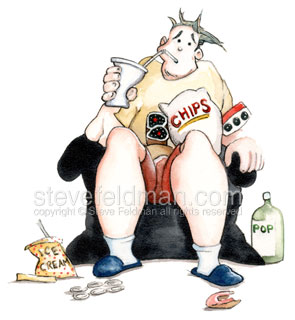 CHIPS
stevefeldman.com
copyright © Steve Feldman All rights reserved
POP
ICE
CREAM